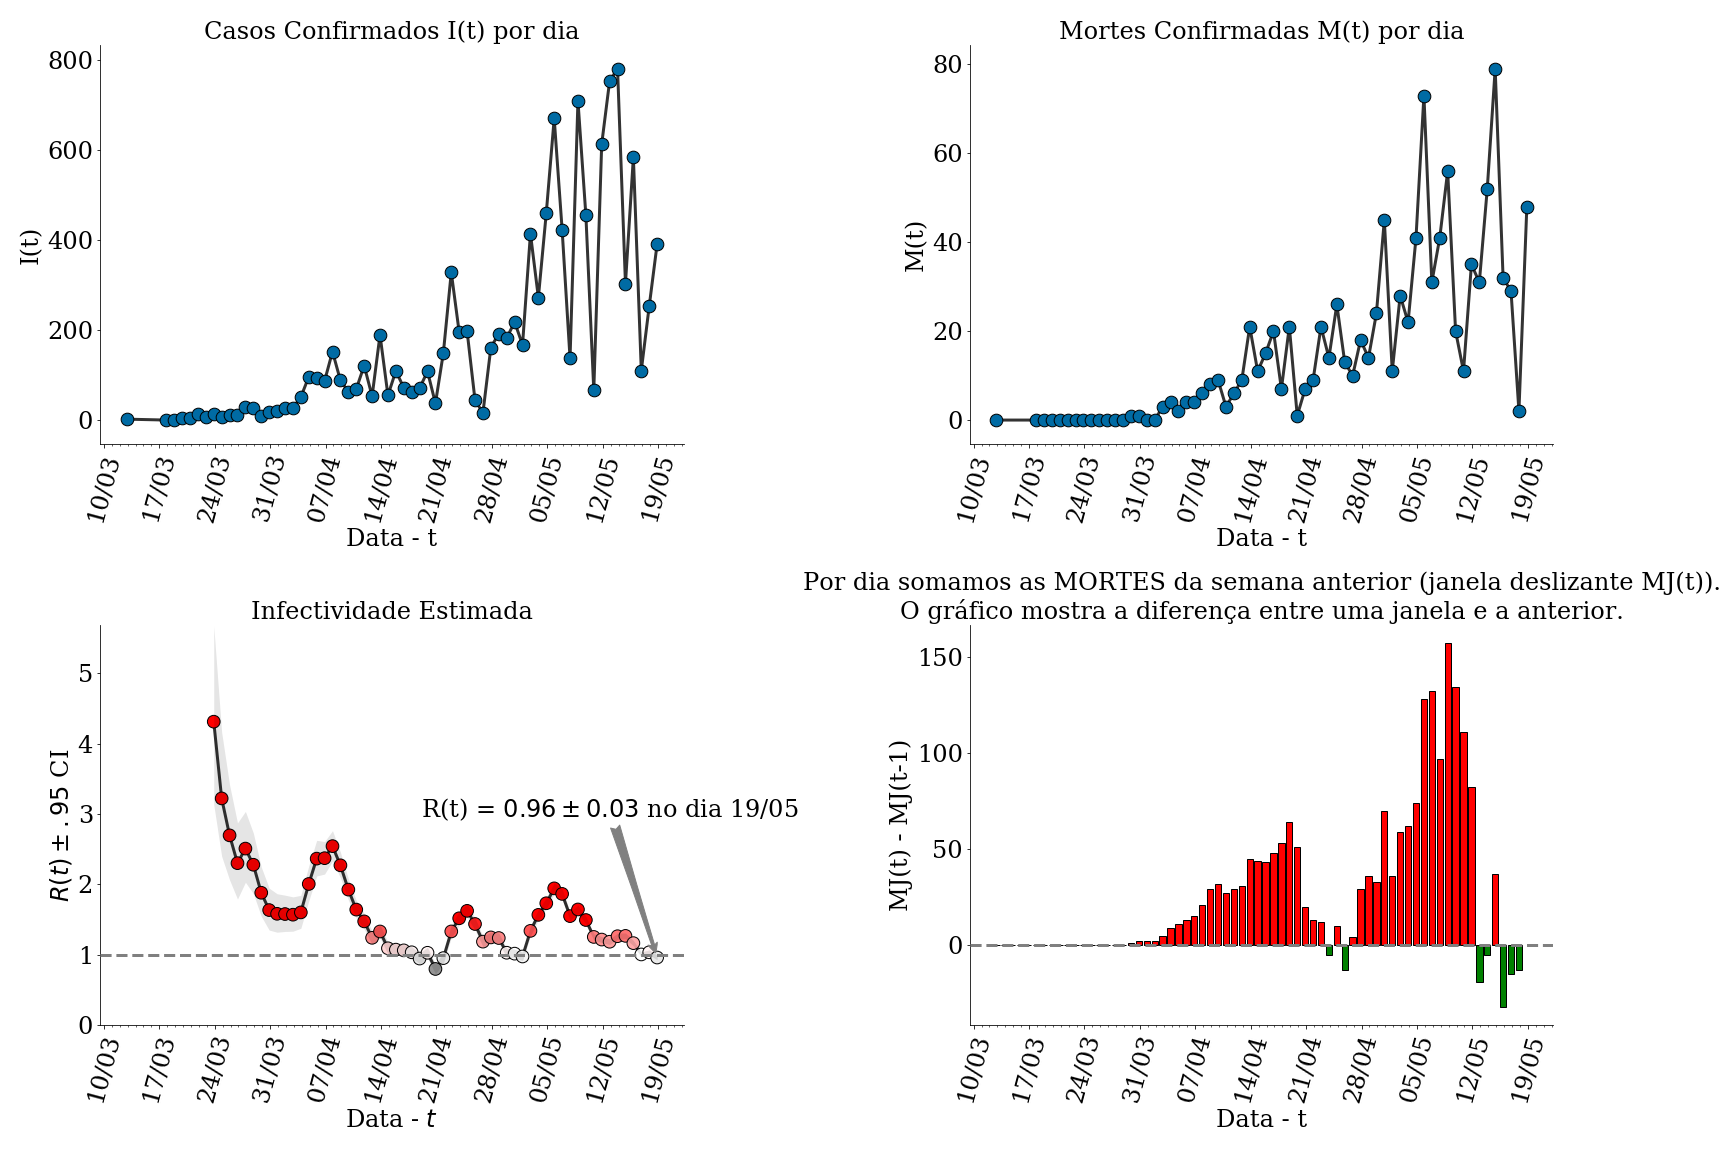 Casos Confirmados I(t) por dia
I(t)
800
600
400
200
0
10/03 17/03 24/03 31/03 07/04 14/04 21/04 28/04 05/05 12/05 19/05
Data - t
Mortes Confirmadas M(t) por dia
M(t)
80
60
40
20
0
10/03 17/03 24/03 31/03 07/04 14/04 21/04 28/04 05/05 12/05 19/05
Data - t
Infectividade Estimada
R(t) ± .95 CI
5
4
3
2
1
0
R(t) = 0.96 ± 0.03 no dia 19/05
10/03 17/03 24/03 31/03 07/04 14/04 21/04 28/04 05/05 12/05 19/05
Data - t
Por dia somamos as MORTES da semana anterior (janela deslizante MJ(t)).
O gráfico mostra a diferença entre uma janela e a anterior.
MJ(t) - MJ(t-1)
150
100
50
0
10/03 17/03 24/03 31/03 07/04 14/04 21/04 28/04 05/05 12/05 19/05
Data - t